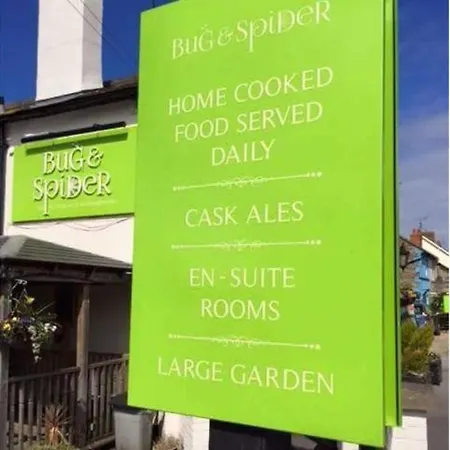 BUG & SPIDER
HOME COOKED
FOOD SERVED
DAILY
CASK ALES
EN-SUITE
ROOMS
LARGE GARDEN
BUG &
SPIDER